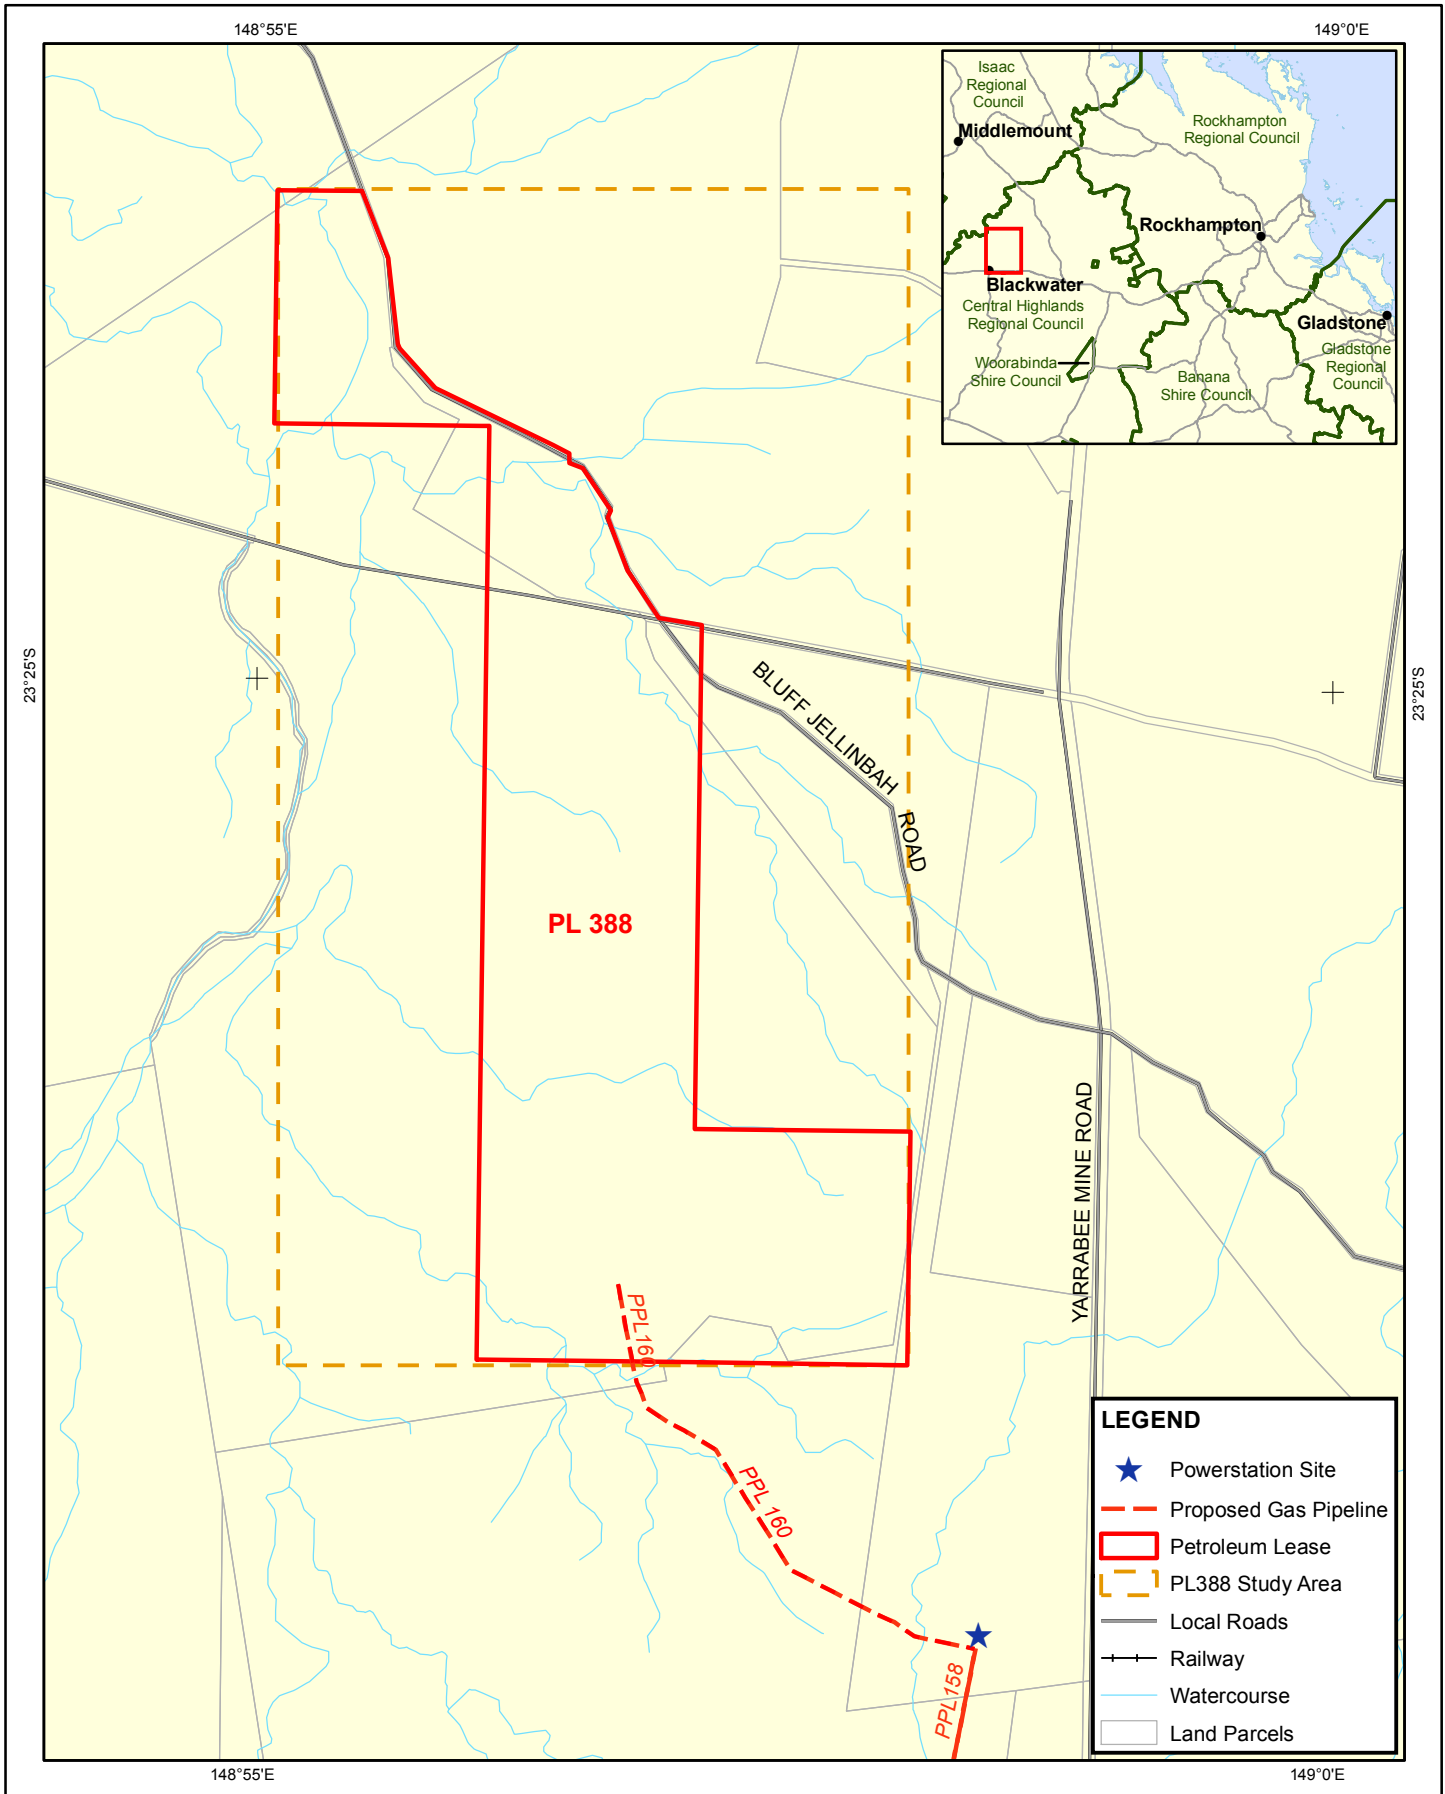 148°55'E
149°0'E
Isaac
Regional
Council
Middlemount
Rockhampton
Regional Council
Rockhampton
Blackwater
Central Highlands
Regional Council
Gladstone
Woorabinda
Shire Council
Banana
Shire Council
Gladstone
Regional
Council
23°25'S
23°25'S
BLUFF JELLINBAH
ROAD
PL 388
YARRABEE MINE ROAD
PPL160
PPL 160
PPL158
LEGEND
Powerstation Site
Proposed Gas Pipeline
Petroleum Lease
PL388 Study Area
Local Roads
Railway
Watercourse
Land Parcels
148°55'E
149°0'E